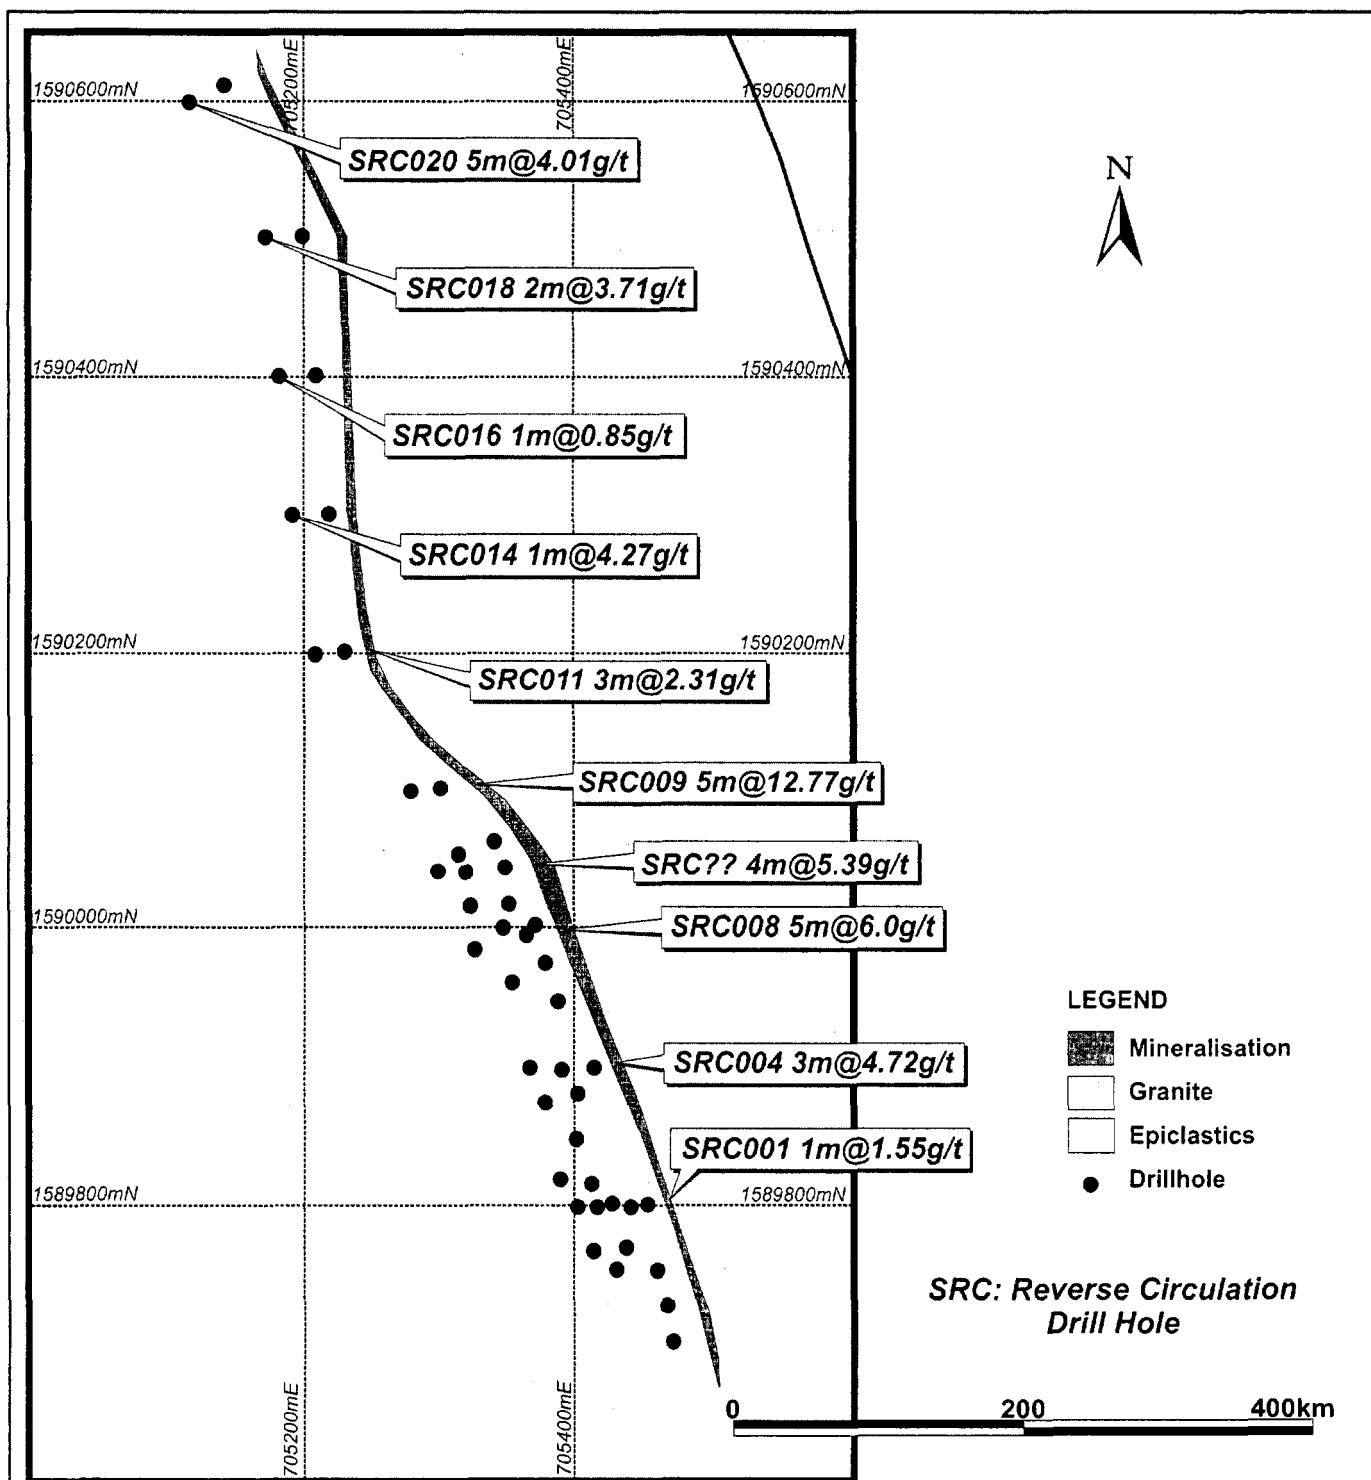 705200mE
705400mE
1590600mN
1590600mN
SRC020 5m@4.01g/t
N
SRC018 2m@3.71g/t
1590400mN
1590400mN
SRC016 1m@0.85g/t
SRC014 1m@4.27g/t
1590200mN
1590200mN
SRC011 3m@2.31g/t
SRC009 5m@12.77g/t
SRC?? 4m@5.39g/t
1590000mN
1590000mN
SRC008 5m@6.0g/t
LEGEND
Mineralisation
Granite
Epiclastics
Drillhole
SRC004 3m@4.72g/t
SRC001 1m@1.55g/t
1589800mN
1589800mN
SRC: Reverse Circulation
Drill Hole
705200mE
705400mE
0 200 400km